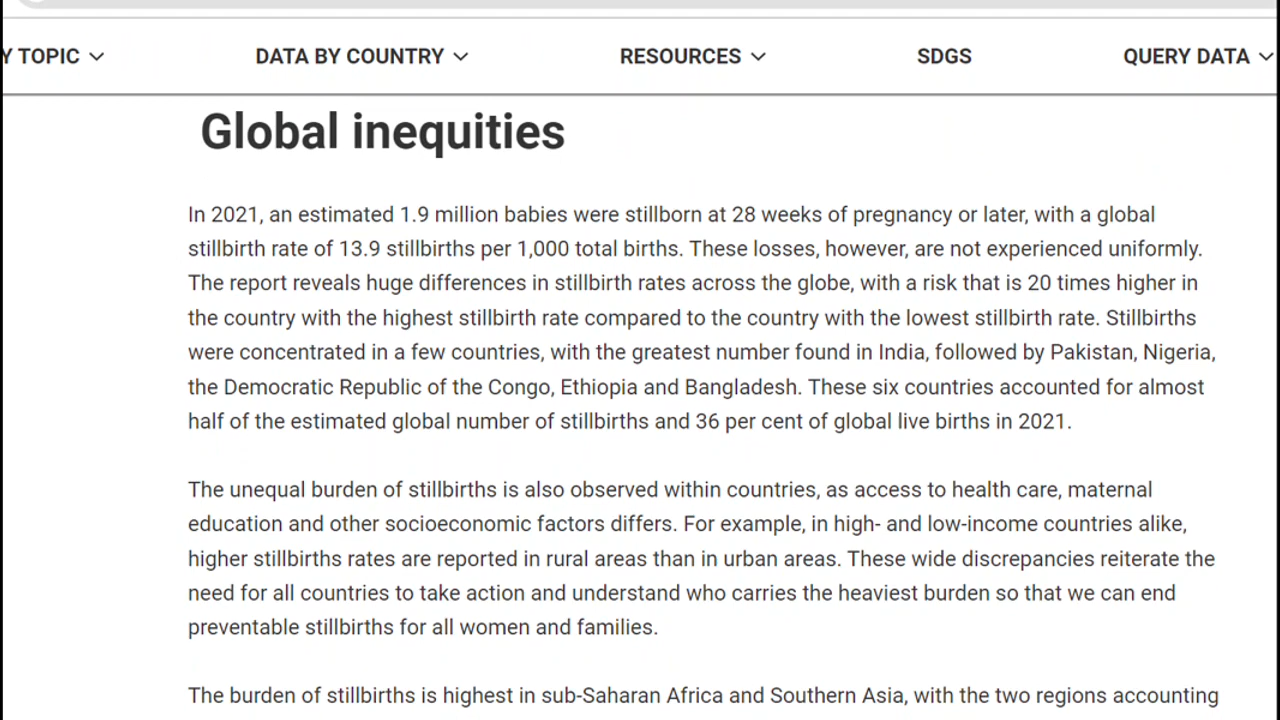 Y TOPIC DATA BY COUNTRY RESOURCES SDGS QUERY DATA
Global inequities
In 2021, an estimated 1.9 million babies were stillborn at 28 weeks of pregnancy or later, with a global
stillbirth rate of 13.9 stillbirths per 1,000 total births. These losses, however, are not experienced uniformly.
The report reveals huge differences in stillbirth rates across the globe, with a risk that is 20 times higher in
the country with the highest stillbirth rate compared to the country with the lowest stillbirth rate. Stillbirths
were concentrated in a few countries, with the greatest number found in India, followed by Pakistan, Nigeria,
the Democratic Republic of the Congo, Ethiopia and Bangladesh. These six countries accounted for almost
half of the estimated global number of stillbirths and 36 per cent of global live births in 2021.
The unequal burden of stillbirths is also observed within countries, as access to health care, maternal
education and other socioeconomic factors differs. For example, in high- and low-income countries alike,
higher stillbirths rates are reported in rural areas than in urban areas. These wide discrepancies reiterate the
need for all countries to take action and understand who carries the heaviest burden so that we can end
preventable stillbirths for all women and families.
The burden of stillbirths is highest in sub-Saharan Africa and Southern Asia, with the two regions accounting